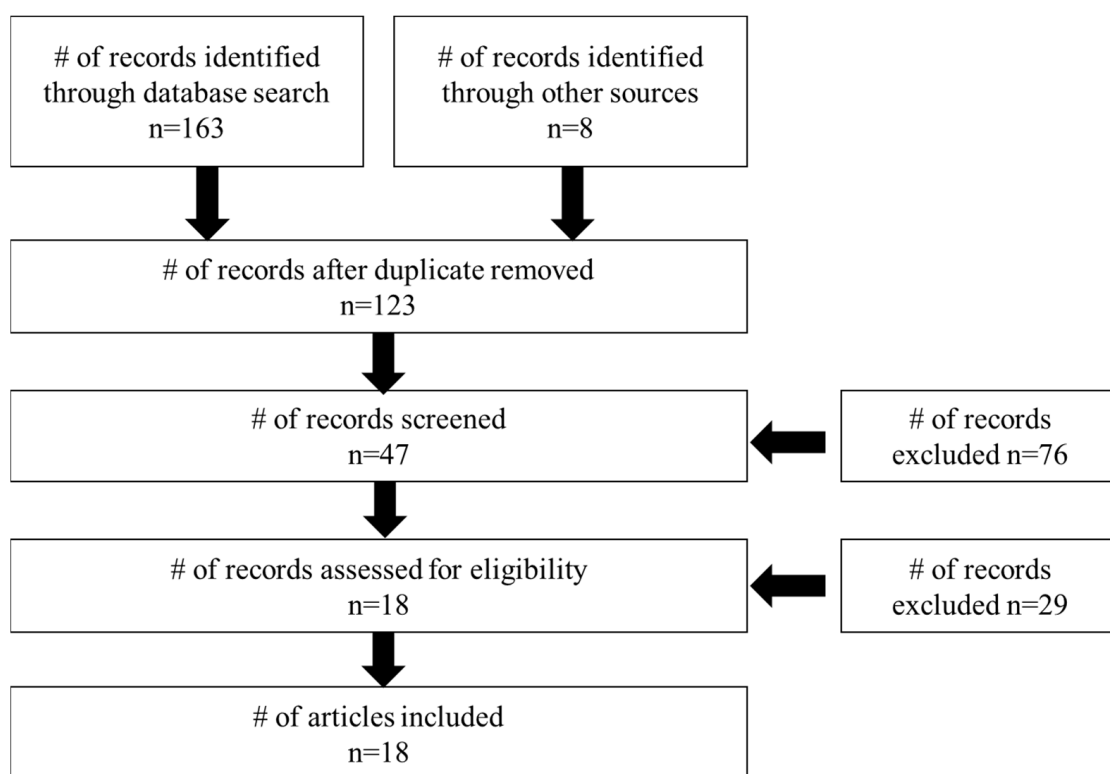 # of records identified
through database search
n=163
# of records identified
through other sources
n=8
# of records after duplicate removed
n=123
# of records screened
n=47
# of records
excluded n=76
# of records assessed for eligibility
n=18
# of records
excluded n=29
# of articles included
n=18